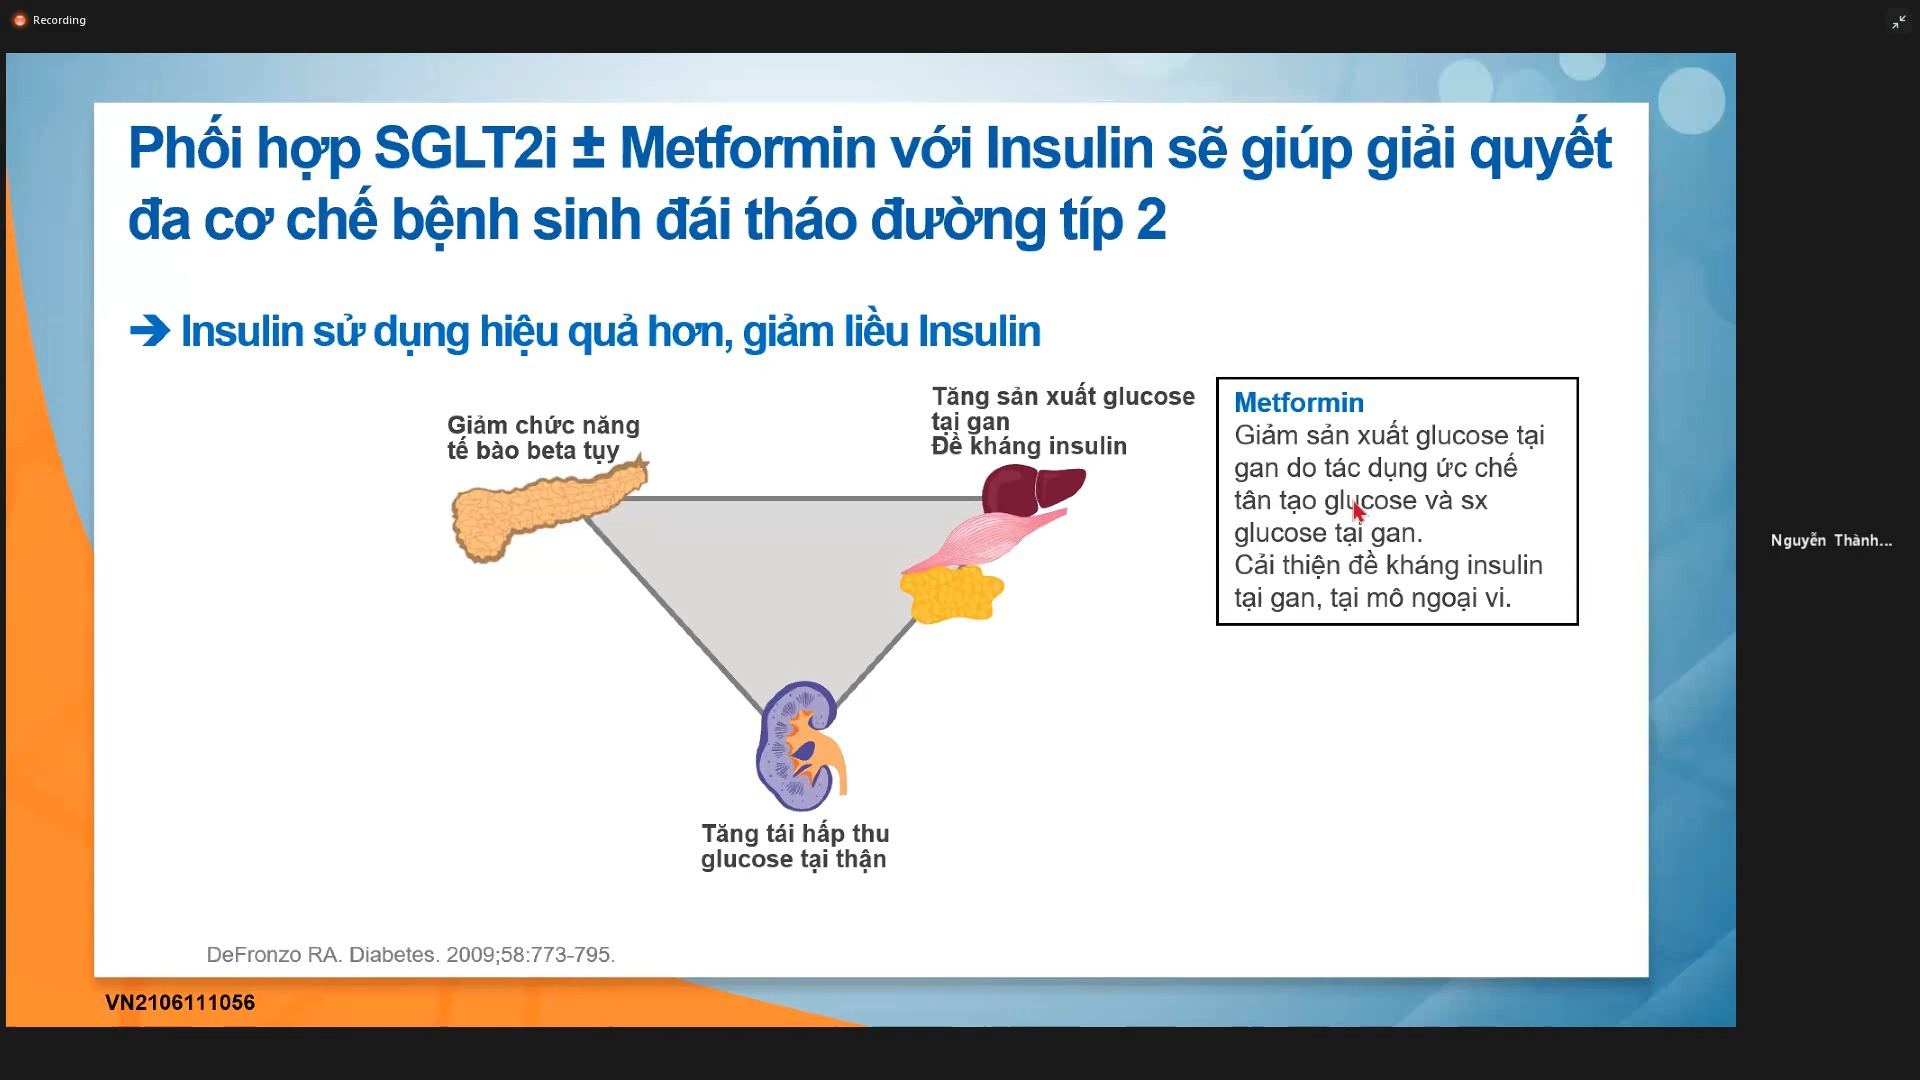 Recording
Phối hợp SGLT2i ± Metformin với Insulin sẽ giúp giải quyết
đa cơ chế bệnh sinh đái tháo đường típ 2
➔ Insulin sử dụng hiệu quả hơn, giảm liều Insulin
Giảm chức năng
tế bào beta tụy
Tăng sản xuất glucose
tại gan
Đề kháng insulin
Metformin
Giảm sản xuất glucose tại
gan do tác dụng ức chế
tân tạo glucose và sx
glucose tại gan.
Cải thiện đề kháng insulin
tại gan, tại mô ngoại vi.
Nguyễn Thành...
Tăng tái hấp thu
glucose tại thận
DeFronzo RA. Diabetes. 2009;58:773-795.
VN2106111056